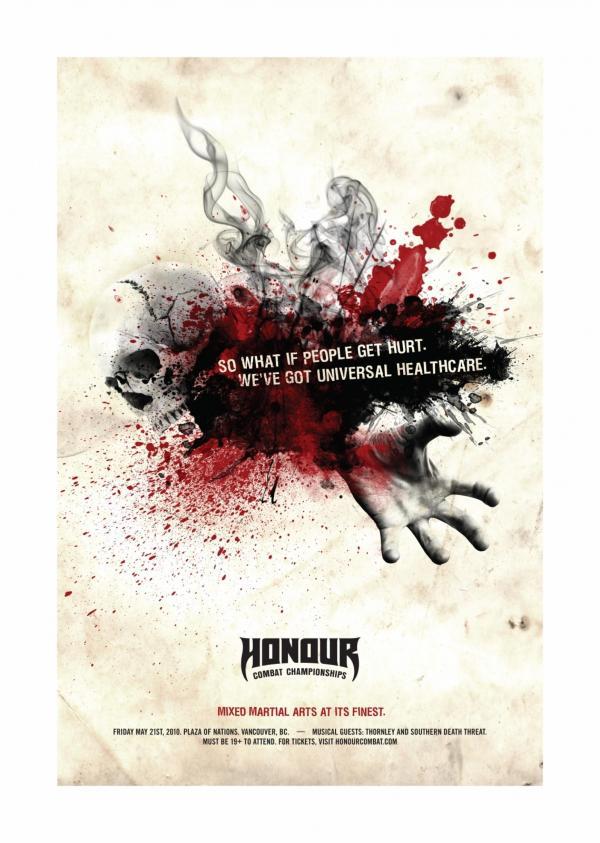 SO WHAT IF PEOPLE GET HURT.
WE'VE GOT UNIVERSAL HEALTHCARE.
HONOUR
COMBAT CHAMPIONSHIPS
MIXED MARTIAL ARTS AT ITS FINEST.
FRIDAY MAY 21ST, 2010. PLAZA OF NATIONS. VANCOUVER, BC. — MUSICAL GUESTS: THORNLEY AND SOUTHERN DEATH THREAT.
MUST BE 19+ TO ATTEND. FOR TICKETS, VISIT HONOURCOMBAT.COM